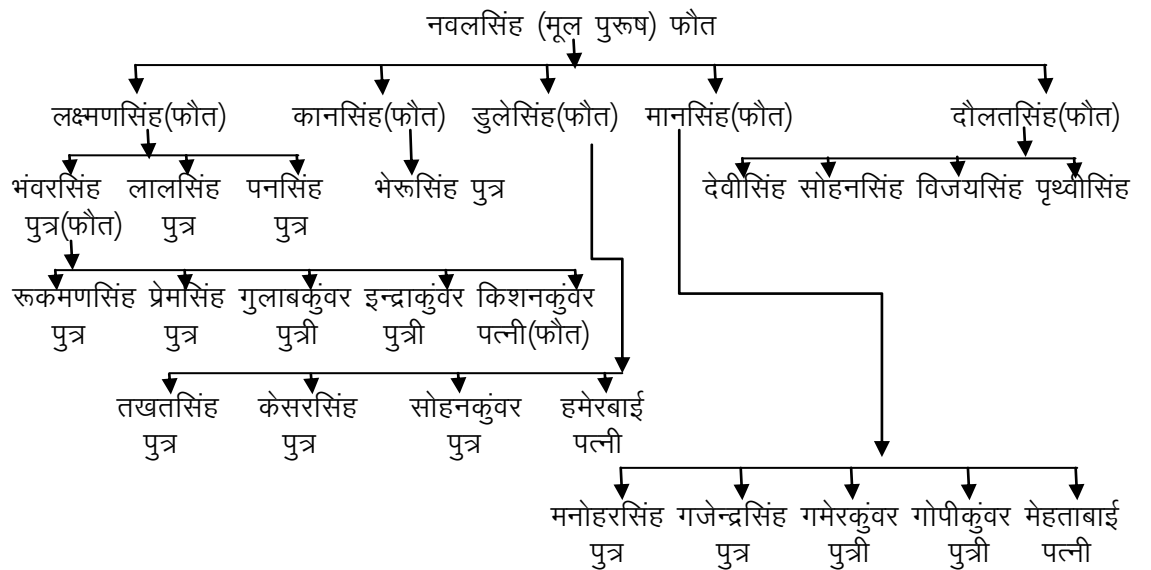 नवलसिंह (मूल पुरूष) फौत
लक्ष्मणसिंह(फौत) कानसिंह(फौत) डुलेसिंह(फौत) मानसिंह(फौत) दौलतसिंह(फौत)
भंवरसिंह लालसिंह पनसिंह भेरूसिंह पुत्र देवीसिंह सोहनसिंह विजयसिंह पृथ्वीसिंह
पुत्र(फौत) पुत्र पुत्र
रूकमणसिंह प्रेमसिंह गुलाबकुंवर इन्द्राकुंवर किशनकुंवर
पुत्र पुत्र पुत्री पुत्री पत्नी(फौत)
तखतसिंह केसरसिंह सोहनकुंवर हमेरबाई
पुत्र पुत्र पुत्र पत्नी
मनोहरसिंह गजेन्द्रसिंह गमेरकुंवर गोपीकुंवर मेहताबाई
पुत्र पुत्र पुत्री पुत्री पत्नी